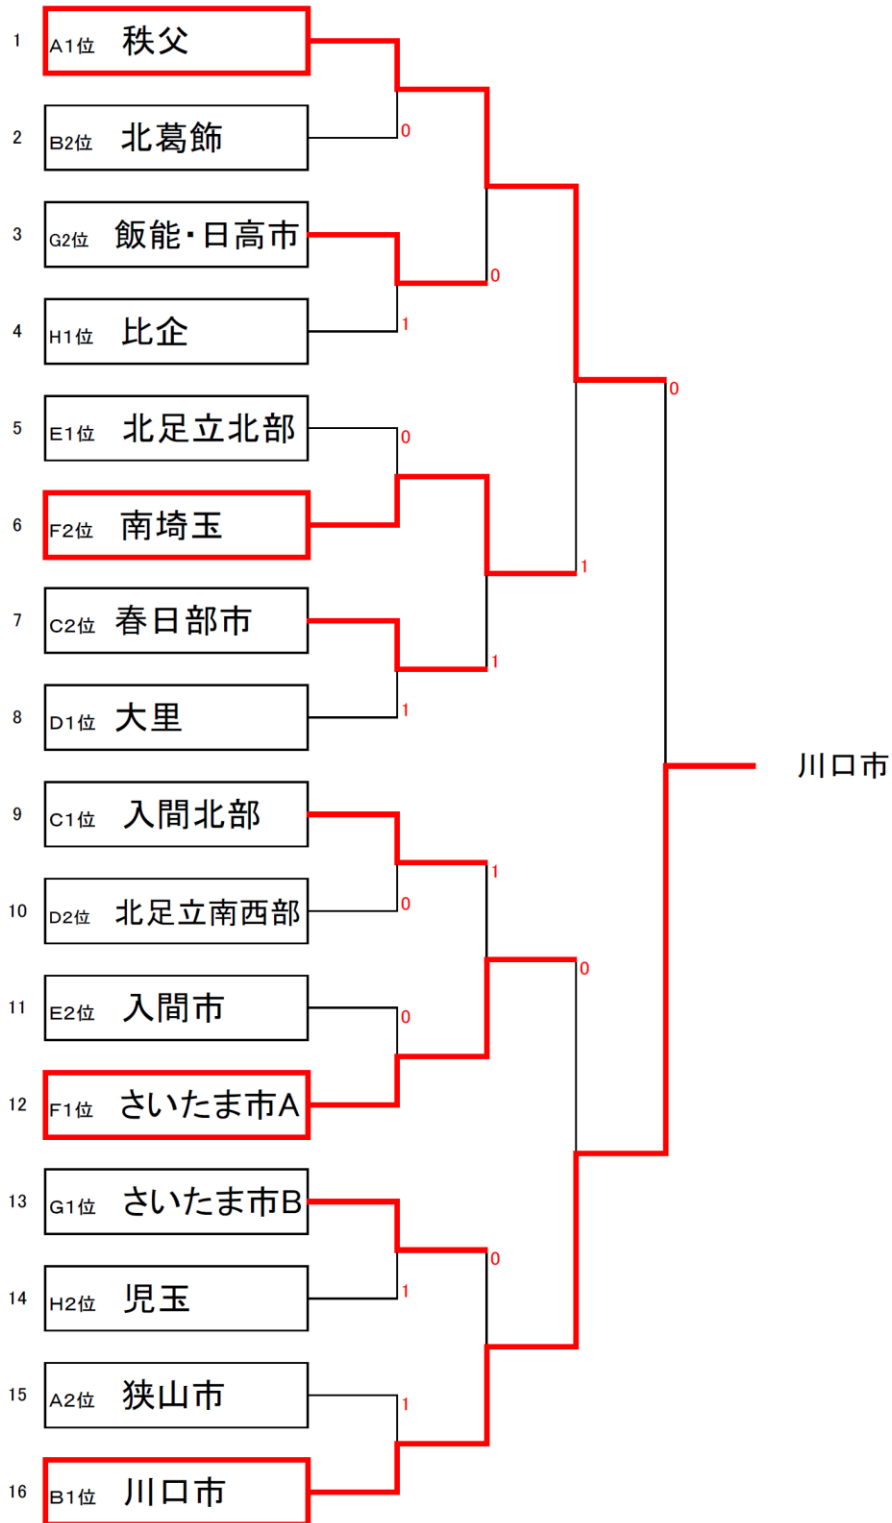 1 A1位 秩父
0
2 B2位 北葛飾
3 G2位 飯能・日高市
0
1
4 H1位 比企
0
5 E1位 北足立北部
0
6 F2位 南埼玉
1
7 C2位 春日部市
1
1
8 D1位 大里
川口市
9 C1位 入間北部
1
0
10 D2位 北足立南西部
0
11 E2位 入間市
0
12 F1位 さいたま市A
13 G1位 さいたま市B
0
1
14 H2位 児玉
15 A2位 狭山市
1
16 B1位 川口市